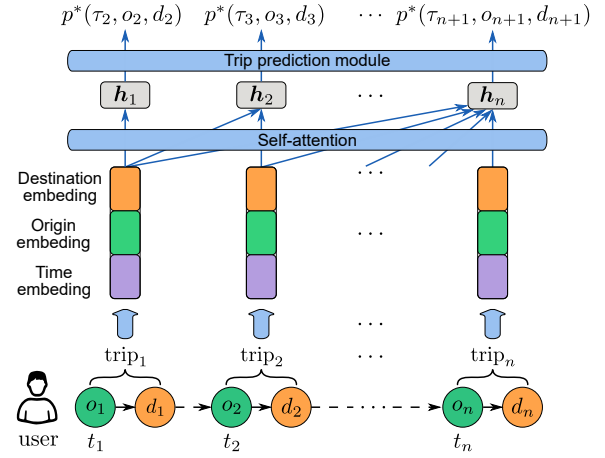 p*(τ₂, o₂, d₂) p*(τ₃, o₃, d₃) ··· p*(τₙ₊₁, oₙ₊₁, dₙ₊₁)
Trip prediction module
h₁ h₂ ··· hₙ
Self-attention
Destination
embeding
···
Origin
embeding
···
Time
embeding
···
trip₁ trip₂ ··· tripₙ
o₁ d₁ o₂ d₂ ··· oₙ dₙ
user t₁ t₂ tₙ